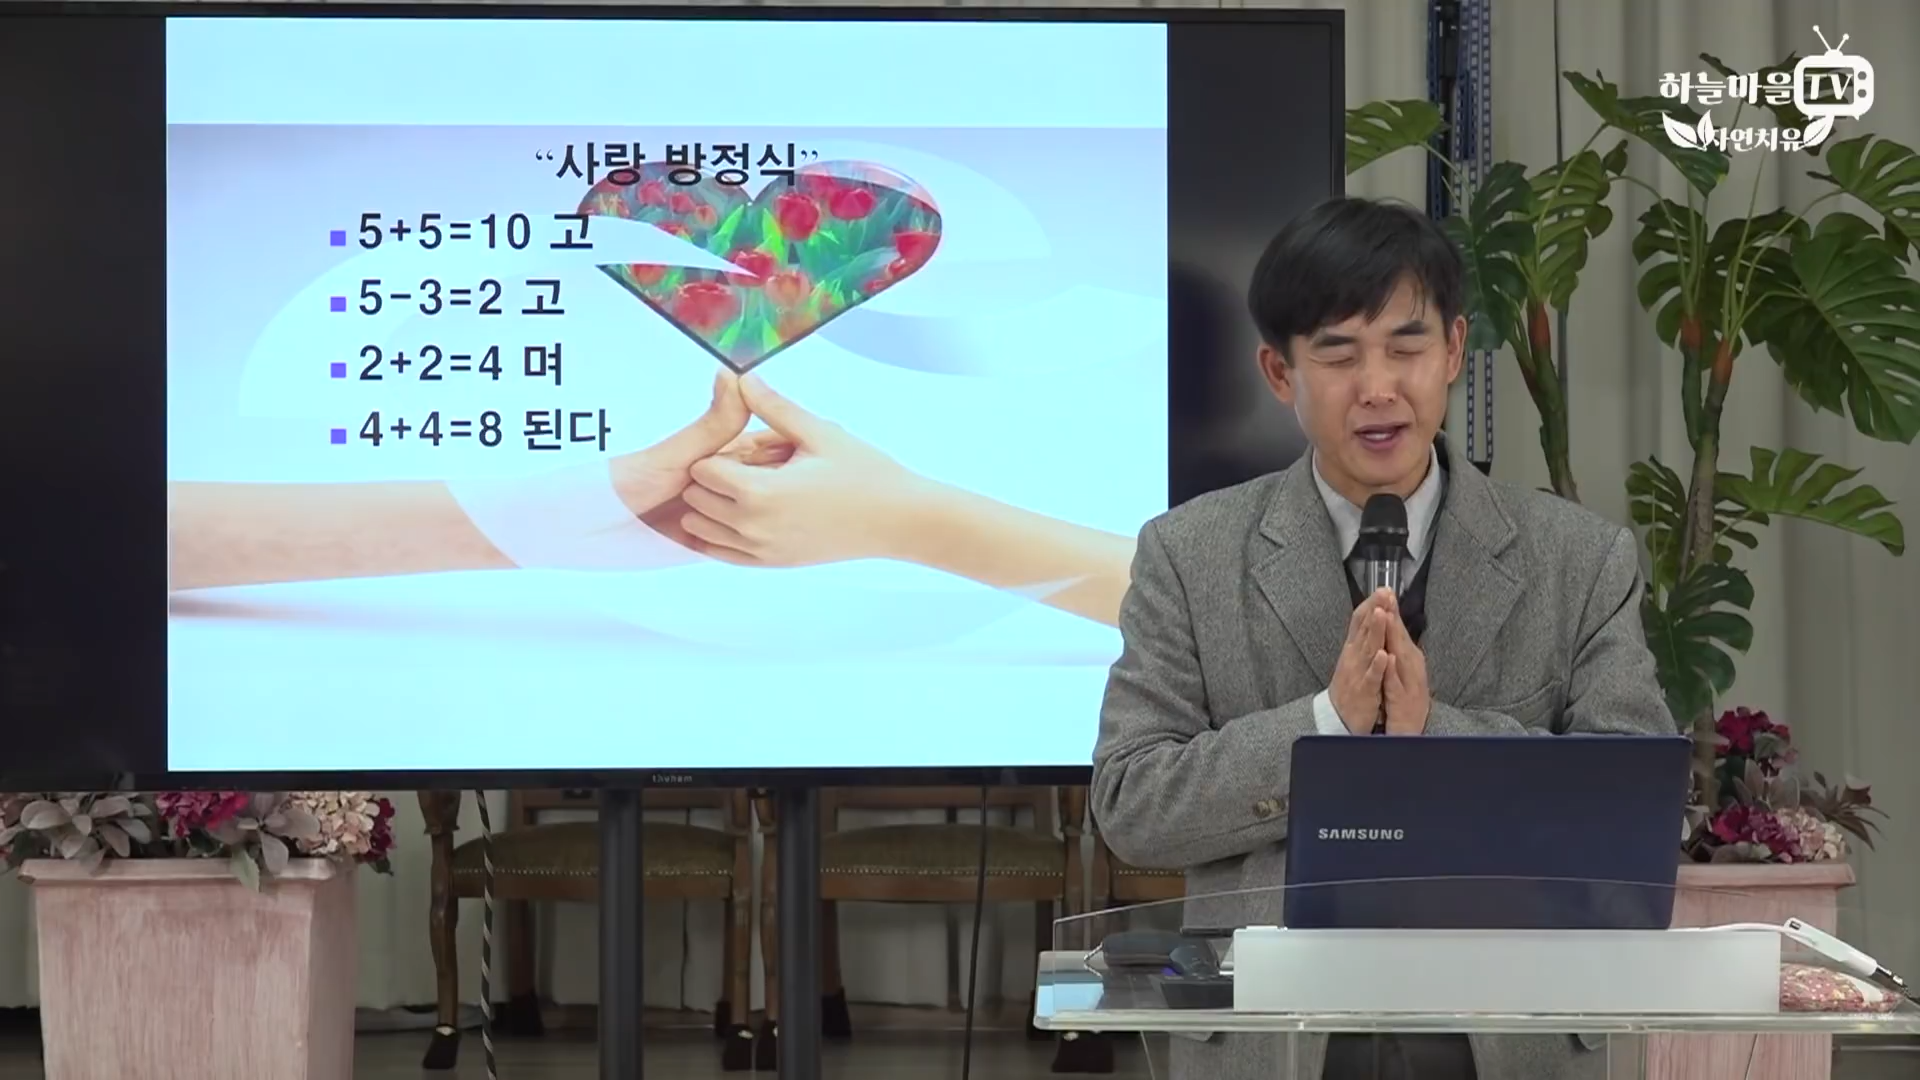 “사랑 방정식”
5+5=10 고
5-3=2 고
2+2=4 며
4+4=8 된다
하늘마을TV
자연치유
thehem
SAMSUNG